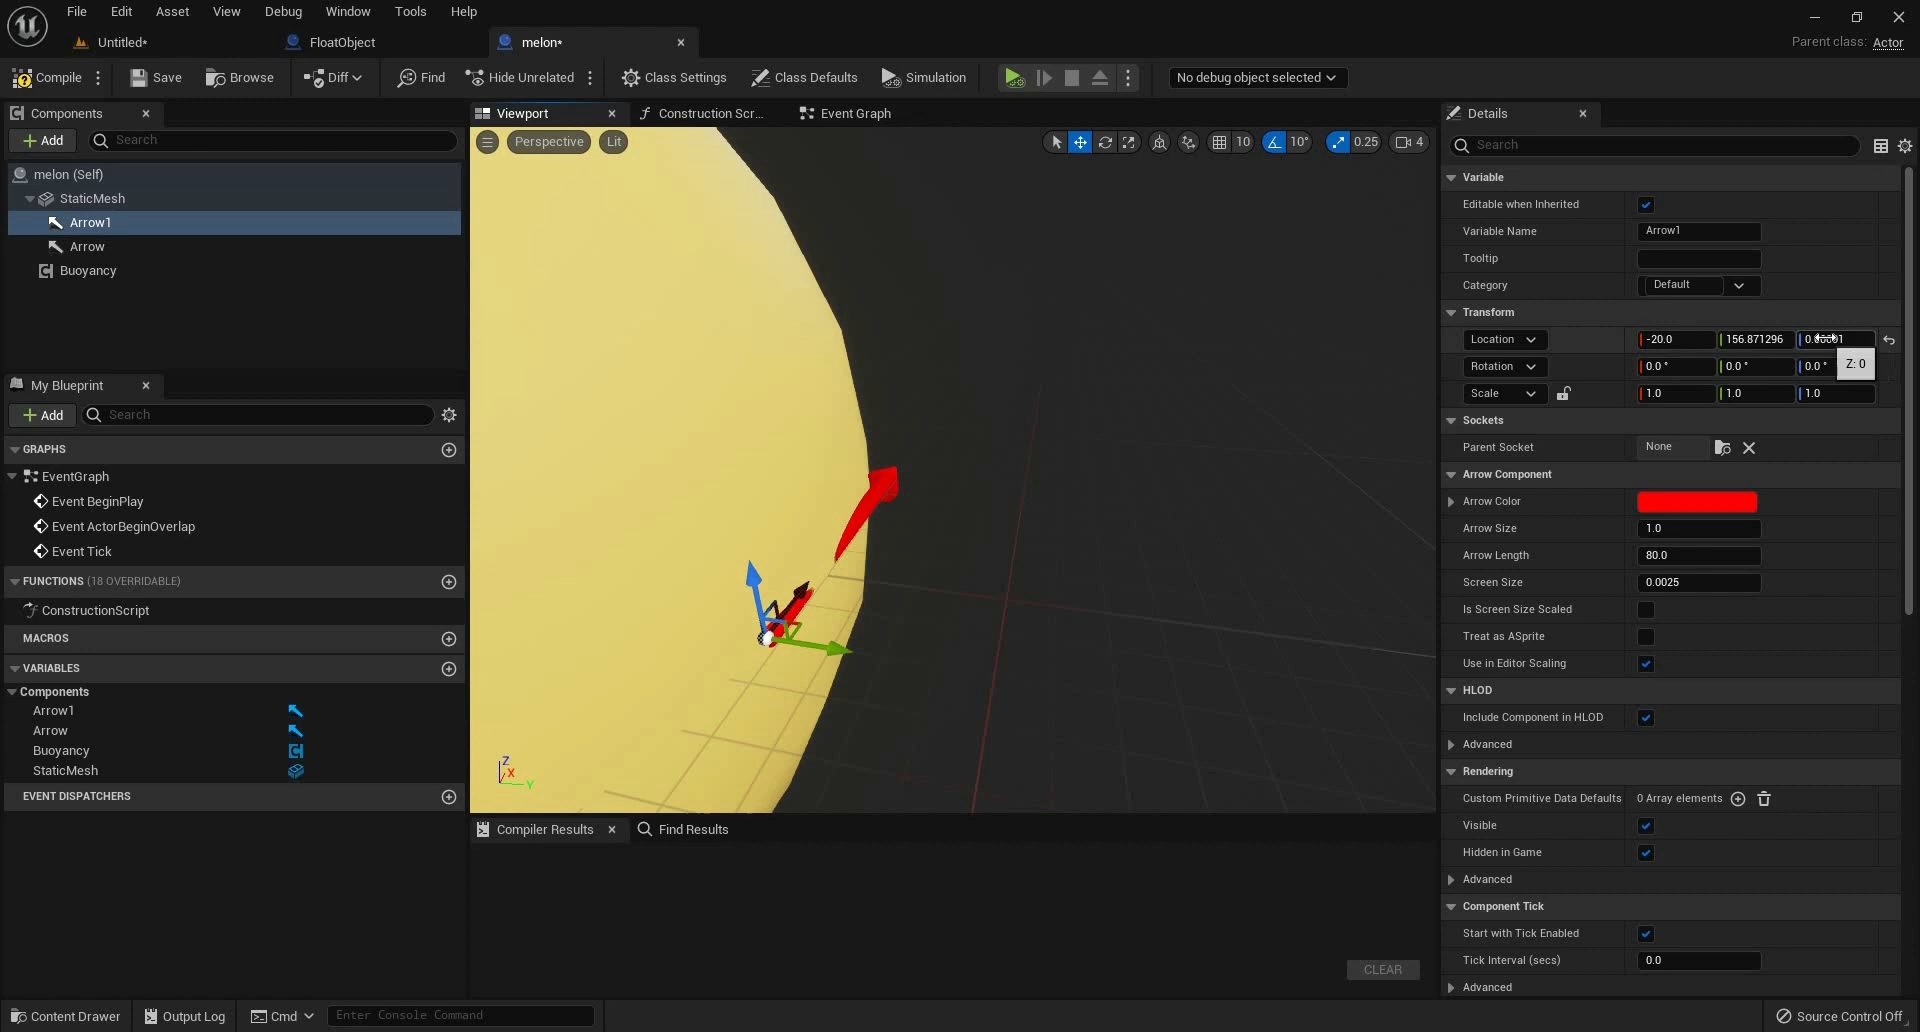 File Edit Asset View Debug Window Tools Help
Untitled* FloatObject melon*
Parent class: Actor
Compile Save Browse Diff Find Hide Unrelated Class Settings Class Defaults Simulation No debug object selected
Components
Add Search
melon (Self)
StaticMesh
Arrow1
Arrow
Buoyancy
My Blueprint
Add Search
GRAPHS
EventGraph
Event BeginPlay
Event ActorBeginOverlap
Event Tick
FUNCTIONS (18 OVERRIDABLE)
ConstructionScript
MACROS
VARIABLES
Components
Arrow1
Arrow
Buoyancy
StaticMesh
EVENT DISPATCHERS
Viewport Construction Scr... Event Graph
Perspective Lit 10 10° 0.25 4
Z
X
Y
Compiler Results Find Results
CLEAR
Details
Search
Variable
Editable when Inherited
Variable Name Arrow1
Tooltip
Category Default
Transform
Location -20.0 156.871296
Rotation 0.0 ° 0.0 ° 0.0 °
Z: 0
Scale 1.0 1.0 1.0
Sockets
Parent Socket None
Arrow Component
Arrow Color
Arrow Size 1.0
Arrow Length 80.0
Screen Size 0.0025
Is Screen Size Scaled
Treat as ASprite
Use in Editor Scaling
HLOD
Include Component in HLOD
Advanced
Rendering
Custom Primitive Data Defaults 0 Array elements
Visible
Hidden in Game
Advanced
Component Tick
Start with Tick Enabled
Tick Interval (secs) 0.0
Advanced
Content Drawer Output Log Cmd Enter Console Command Source Control Off